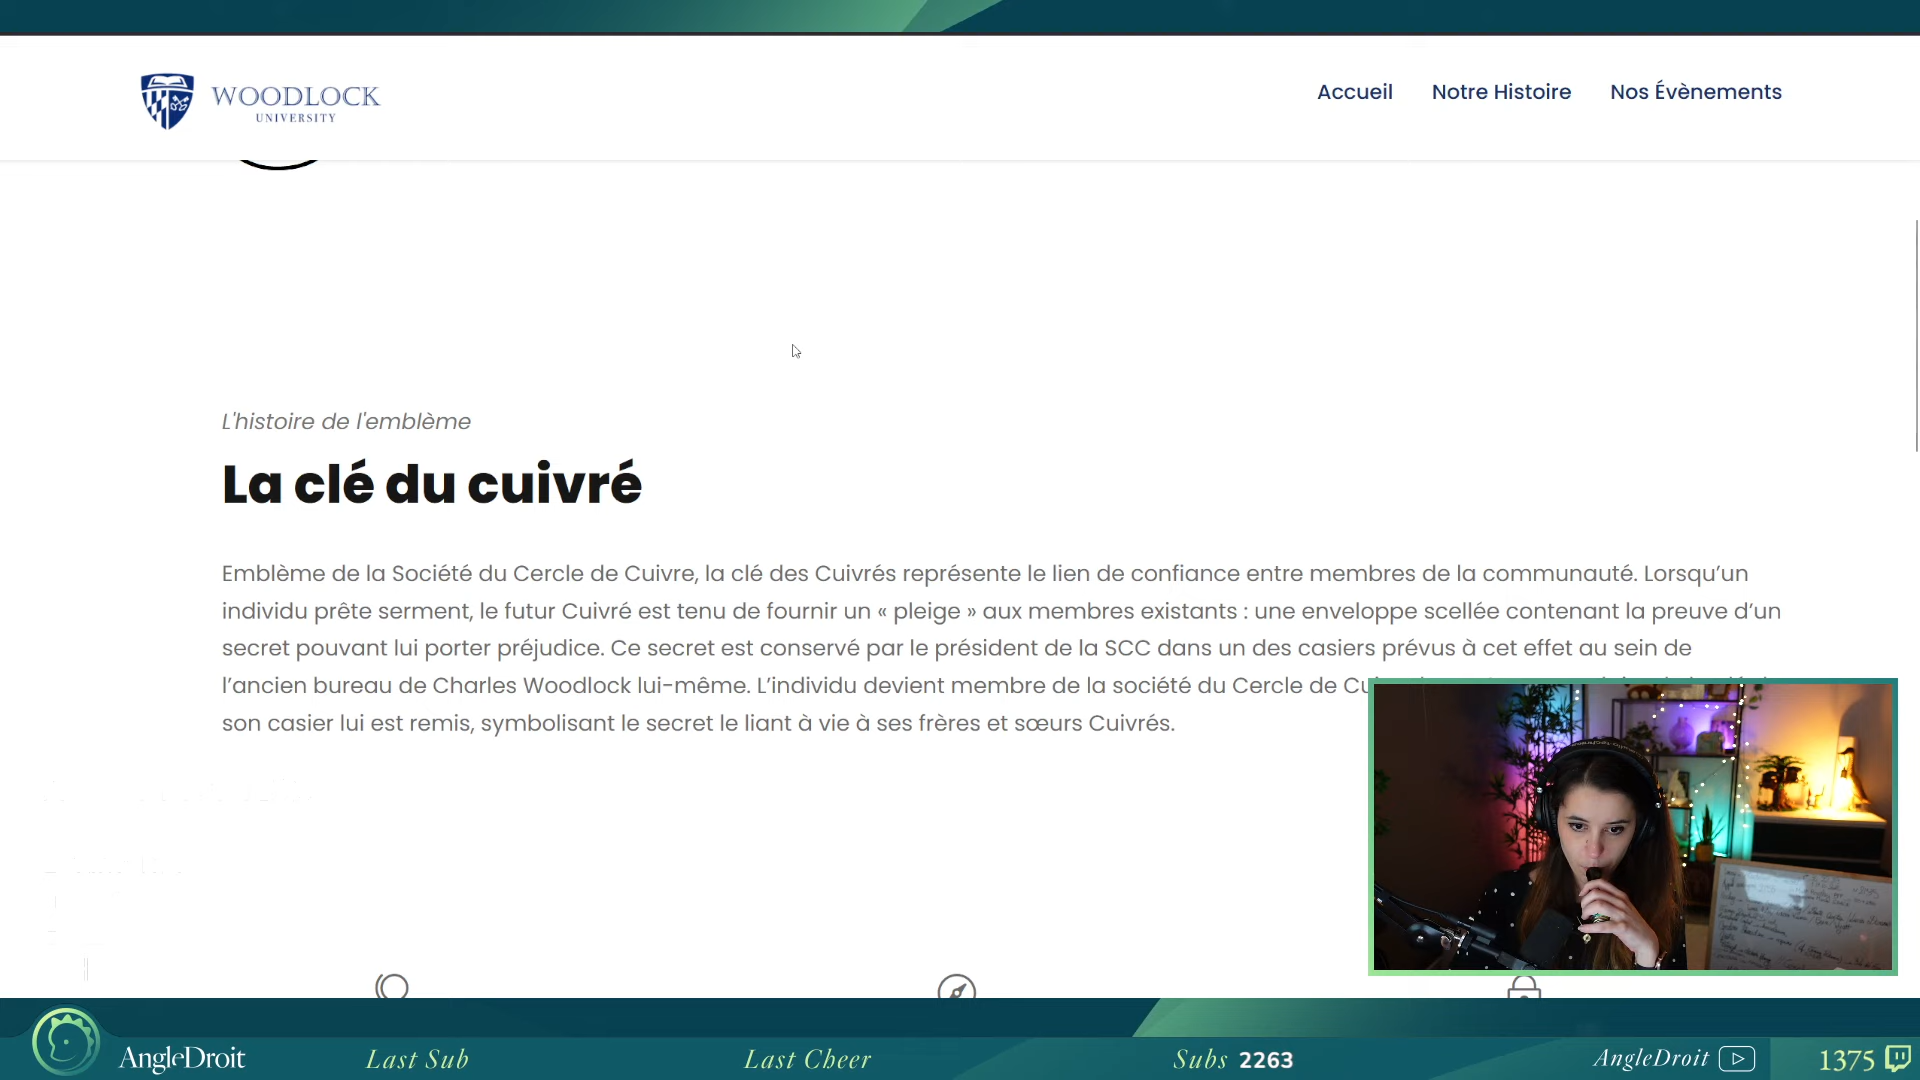 WOODLOCK
UNIVERSITY
Accueil
Notre Histoire
Nos Évènements
L'histoire de l'emblème
La clé du cuivré
Emblème de la Société du Cercle de Cuivre, la clé des Cuivrés représente le lien de confiance entre membres de la communauté. Lorsqu’un
individu prête serment, le futur Cuivré est tenu de fournir un « pleige » aux membres existants : une enveloppe scellée contenant la preuve d’un
secret pouvant lui porter préjudice. Ce secret est conservé par le président de la SCC dans un des casiers prévus à cet effet au sein de
l’ancien bureau de Charles Woodlock lui-même. L’individu devient membre de la société du Cercle de
son casier lui est remis, symbolisant le secret le liant à vie à ses frères et sœurs Cuivrés.
AngleDroit
Last Sub
Last Cheer
Subs 2263
AngleDroit
1375